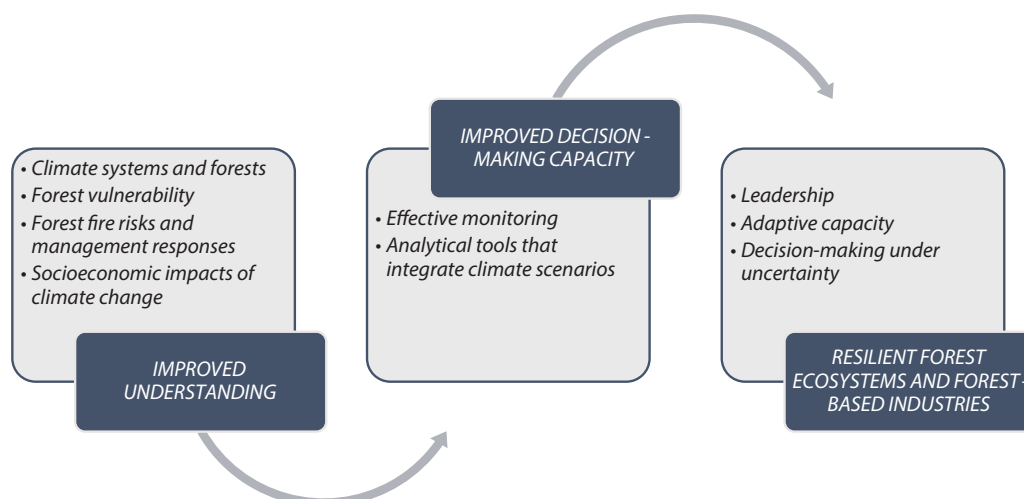 • Climate systems and forests
• Forest vulnerability
• Forest fire risks and
management responses
• Socioeconomic impacts of
climate change
IMPROVED
UNDERSTANDING
IMPROVED DECISION -
MAKING CAPACITY
• Effective monitoring
• Analytical tools that
integrate climate scenarios
• Leadership
• Adaptive capacity
• Decision-making under
uncertainty
RESILIENT FOREST
ECOSYSTEMS AND FOREST-
BASED INDUSTRIES